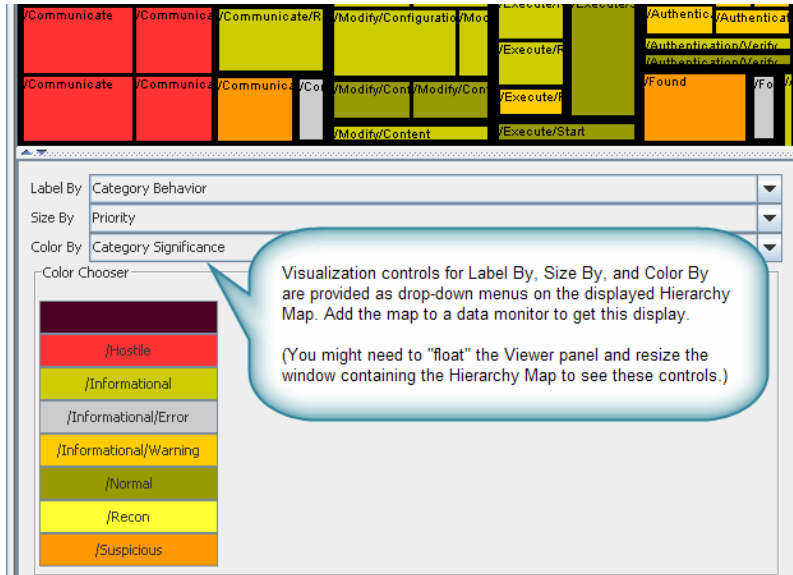 /Communicate /Communica /Communicate/R /Modify/Configuratio /Mod /Execute/ /Authentic /Authenticat
/Execute/R /Authentication/Verify
/Authentication/Verify
/Communicate /Communica /Communica /Co /Modify/Con /Modify/Con /Execute/ /Found /Fo
/Modify/Content /Execute/Start
Label By Category Behavior
Size By Priority
Color By Category Significance
Color Chooser
/Hostile
/Informational
/Informational/Error
/Informational/Warning
/Normal
/Recon
/Suspicious
Visualization controls for Label By, Size By, and Color By
are provided as drop-down menus on the displayed Hierarchy
Map. Add the map to a data monitor to get this display.
(You might need to "float" the Viewer panel and resize the
window containing the Hierarchy Map to see these controls.)